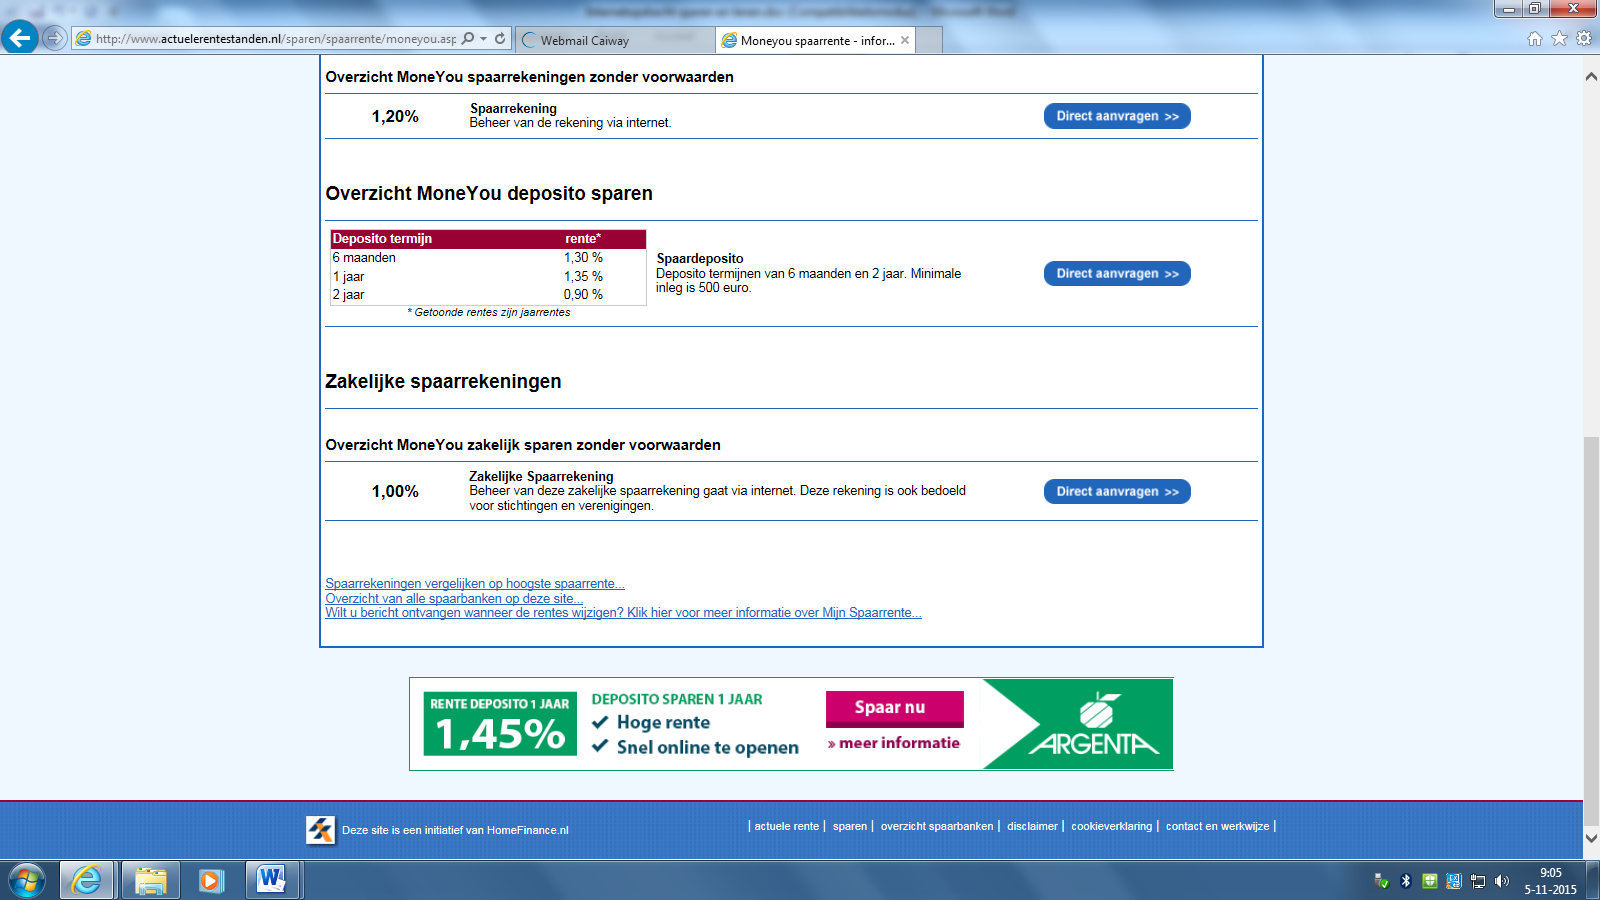 http://www.actuelerentestanden.nl/sparen/spaarrente/moneyou.asp
Webmail Caiway
Moneyou spaarrente - infor...
Overzicht MoneYou spaarrekeningen zonder voorwaarden
1,20%
Spaarrekening
Beheer van de rekening via internet.
Direct aanvragen >>
Overzicht MoneYou deposito sparen
Deposito termijn rente*
6 maanden 1,30 %
1 jaar 1,35 %
2 jaar 0,90 %
* Getoonde rentes zijn jaarrentes
Spaardeposito
Deposito termijnen van 6 maanden en 2 jaar. Minimale
inleg is 500 euro.
Direct aanvragen >>
Zakelijke spaarrekeningen
Overzicht MoneYou zakelijk sparen zonder voorwaarden
1,00%
Zakelijke Spaarrekening
Beheer van deze zakelijke spaarrekening gaat via internet. Deze rekening is ook bedoeld
voor stichtingen en verenigingen.
Direct aanvragen >>
Spaarrekeningen vergelijken op hoogste spaarrente...
Overzicht van alle spaarbanken op deze site...
Wilt u bericht ontvangen wanneer de rentes wijzigen? Klik hier voor meer informatie over Mijn Spaarrente...
RENTE DEPOSITO 1 JAAR
1,45%
DEPOSITO SPAREN 1 JAAR
Hoge rente
Snel online te openen
Spaar nu
» meer informatie
ARGENTA
Deze site is een initiatief van HomeFinance.nl
| actuele rente | sparen | overzicht spaarbanken | disclaimer | cookieverklaring | contact en werkwijze |
9:05
5-11-2015